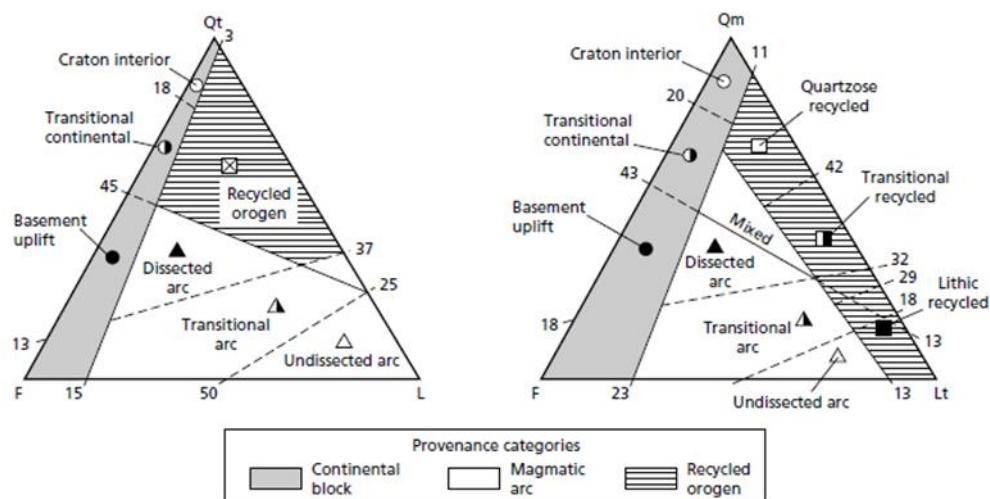 Qt
3
Craton interior
18
Transitional
continental
45
Recycled
orogen
Basement
uplift
37
Dissected
arc
25
Transitional
arc
13
Undissected arc
F
15
50
L
Qm
11
Craton interior
Quartzose
recycled
20
Transitional
continental
43
42
Transitional
recycled
Mixed
Basement
uplift
Dissected
arc
32
29
18
Lithic
recycled
18
Transitional
arc
13
F
23
13
Lt
Undissected arc
Provenance categories
Continental
block
Magmatic
arc
Recycled
orogen